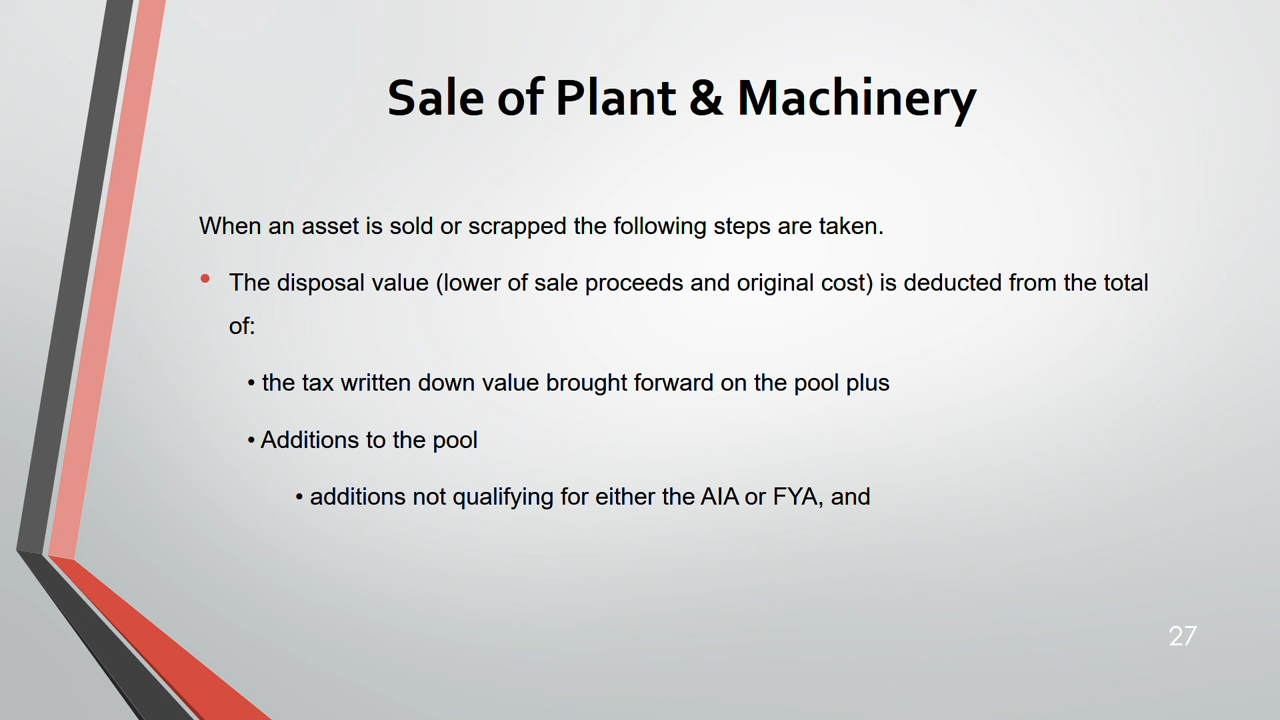 Sale of Plant & Machinery
When an asset is sold or scrapped the following steps are taken.
• The disposal value (lower of sale proceeds and original cost) is deducted from the total
of:
• the tax written down value brought forward on the pool plus
• Additions to the pool
• additions not qualifying for either the AIA or FYA, and
27